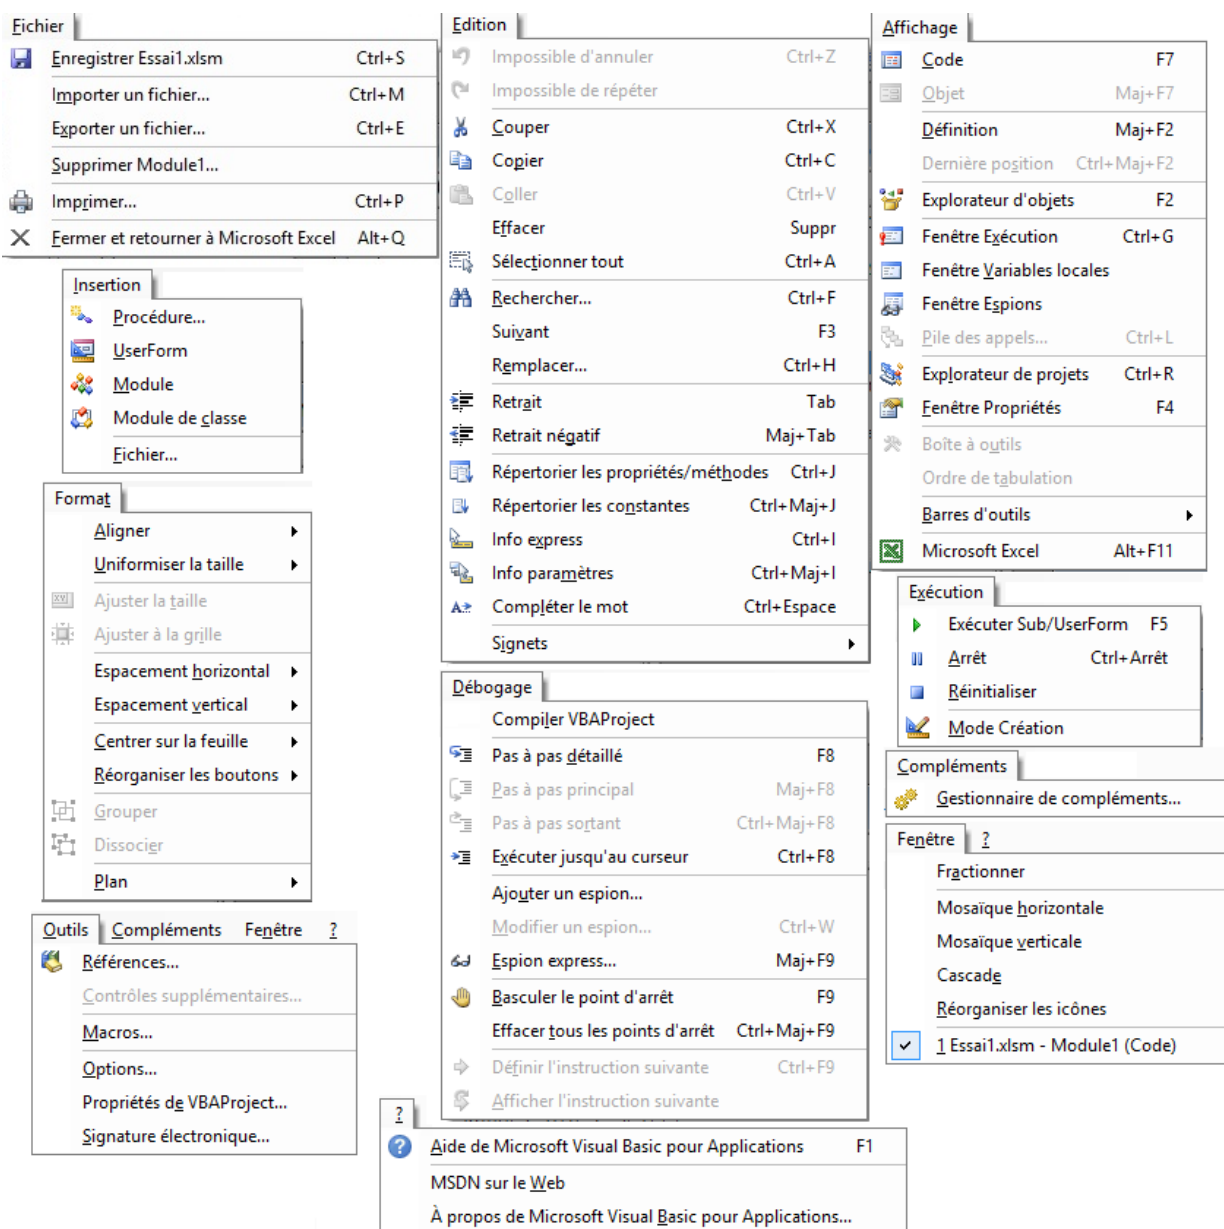 Fichier
Enregistrer Essai1.xlsm Ctrl+S
Importer un fichier... Ctrl+M
Exporter un fichier... Ctrl+E
Supprimer Module1...
Imprimer... Ctrl+P
Fermer et retourner à Microsoft Excel Alt+Q
Insertion
Procédure...
UserForm
Module
Module de classe
Fichier...
Format
Aligner
Uniformiser la taille
Ajuster la taille
Ajuster à la grille
Espacement horizontal
Espacement vertical
Centrer sur la feuille
Réorganiser les boutons
Grouper
Dissocier
Plan
Outils Compléments Fenêtre ?
Références...
Contrôles supplémentaires...
Macros...
Options...
Propriétés de VBAProject...
Signature électronique...
Edition
Impossible d'annuler Ctrl+Z
Impossible de répéter
Couper Ctrl+X
Copier Ctrl+C
Coller Ctrl+V
Effacer Suppr
Sélectionner tout Ctrl+A
Rechercher... Ctrl+F
Suivant F3
Remplacer... Ctrl+H
Retrait Tab
Retrait négatif Maj+Tab
Répertorier les propriétés/méthodes Ctrl+J
Répertorier les constantes Ctrl+Maj+J
Info express Ctrl+I
Info paramètres Ctrl+Maj+I
Compléter le mot Ctrl+Espace
Signets
Débogage
Compiler VBAProject
Pas à pas détaillé F8
Pas à pas principal Maj+F8
Pas à pas sortant Ctrl+Maj+F8
Exécuter jusqu'au curseur Ctrl+F8
Ajouter un espion...
Modifier un espion... Ctrl+W
Espion express... Maj+F9
Basculer le point d'arrêt F9
Effacer tous les points d'arrêt Ctrl+Maj+F9
Définir l'instruction suivante Ctrl+F9
Afficher l'instruction suivante
Affichage
Code F7
Objet Maj+F7
Définition Maj+F2
Dernière position Ctrl+Maj+F2
Explorateur d'objets F2
Fenêtre Exécution Ctrl+G
Fenêtre Variables locales
Fenêtre Espions
Pile des appels... Ctrl+L
Explorateur de projets Ctrl+R
Fenêtre Propriétés F4
Boîte à outils
Ordre de tabulation
Barres d'outils
Microsoft Excel Alt+F11
Exécution
Exécuter Sub/UserForm F5
Arrêt Ctrl+Arrêt
Réinitialiser
Mode Création
Compléments
Gestionnaire de compléments...
Fenêtre ?
Fractionner
Mosaïque horizontale
Mosaïque verticale
Cascade
Réorganiser les icônes
1 Essai1.xlsm - Module1 (Code)
?
Aide de Microsoft Visual Basic pour Applications F1
MSDN sur le Web
À propos de Microsoft Visual Basic pour Applications...